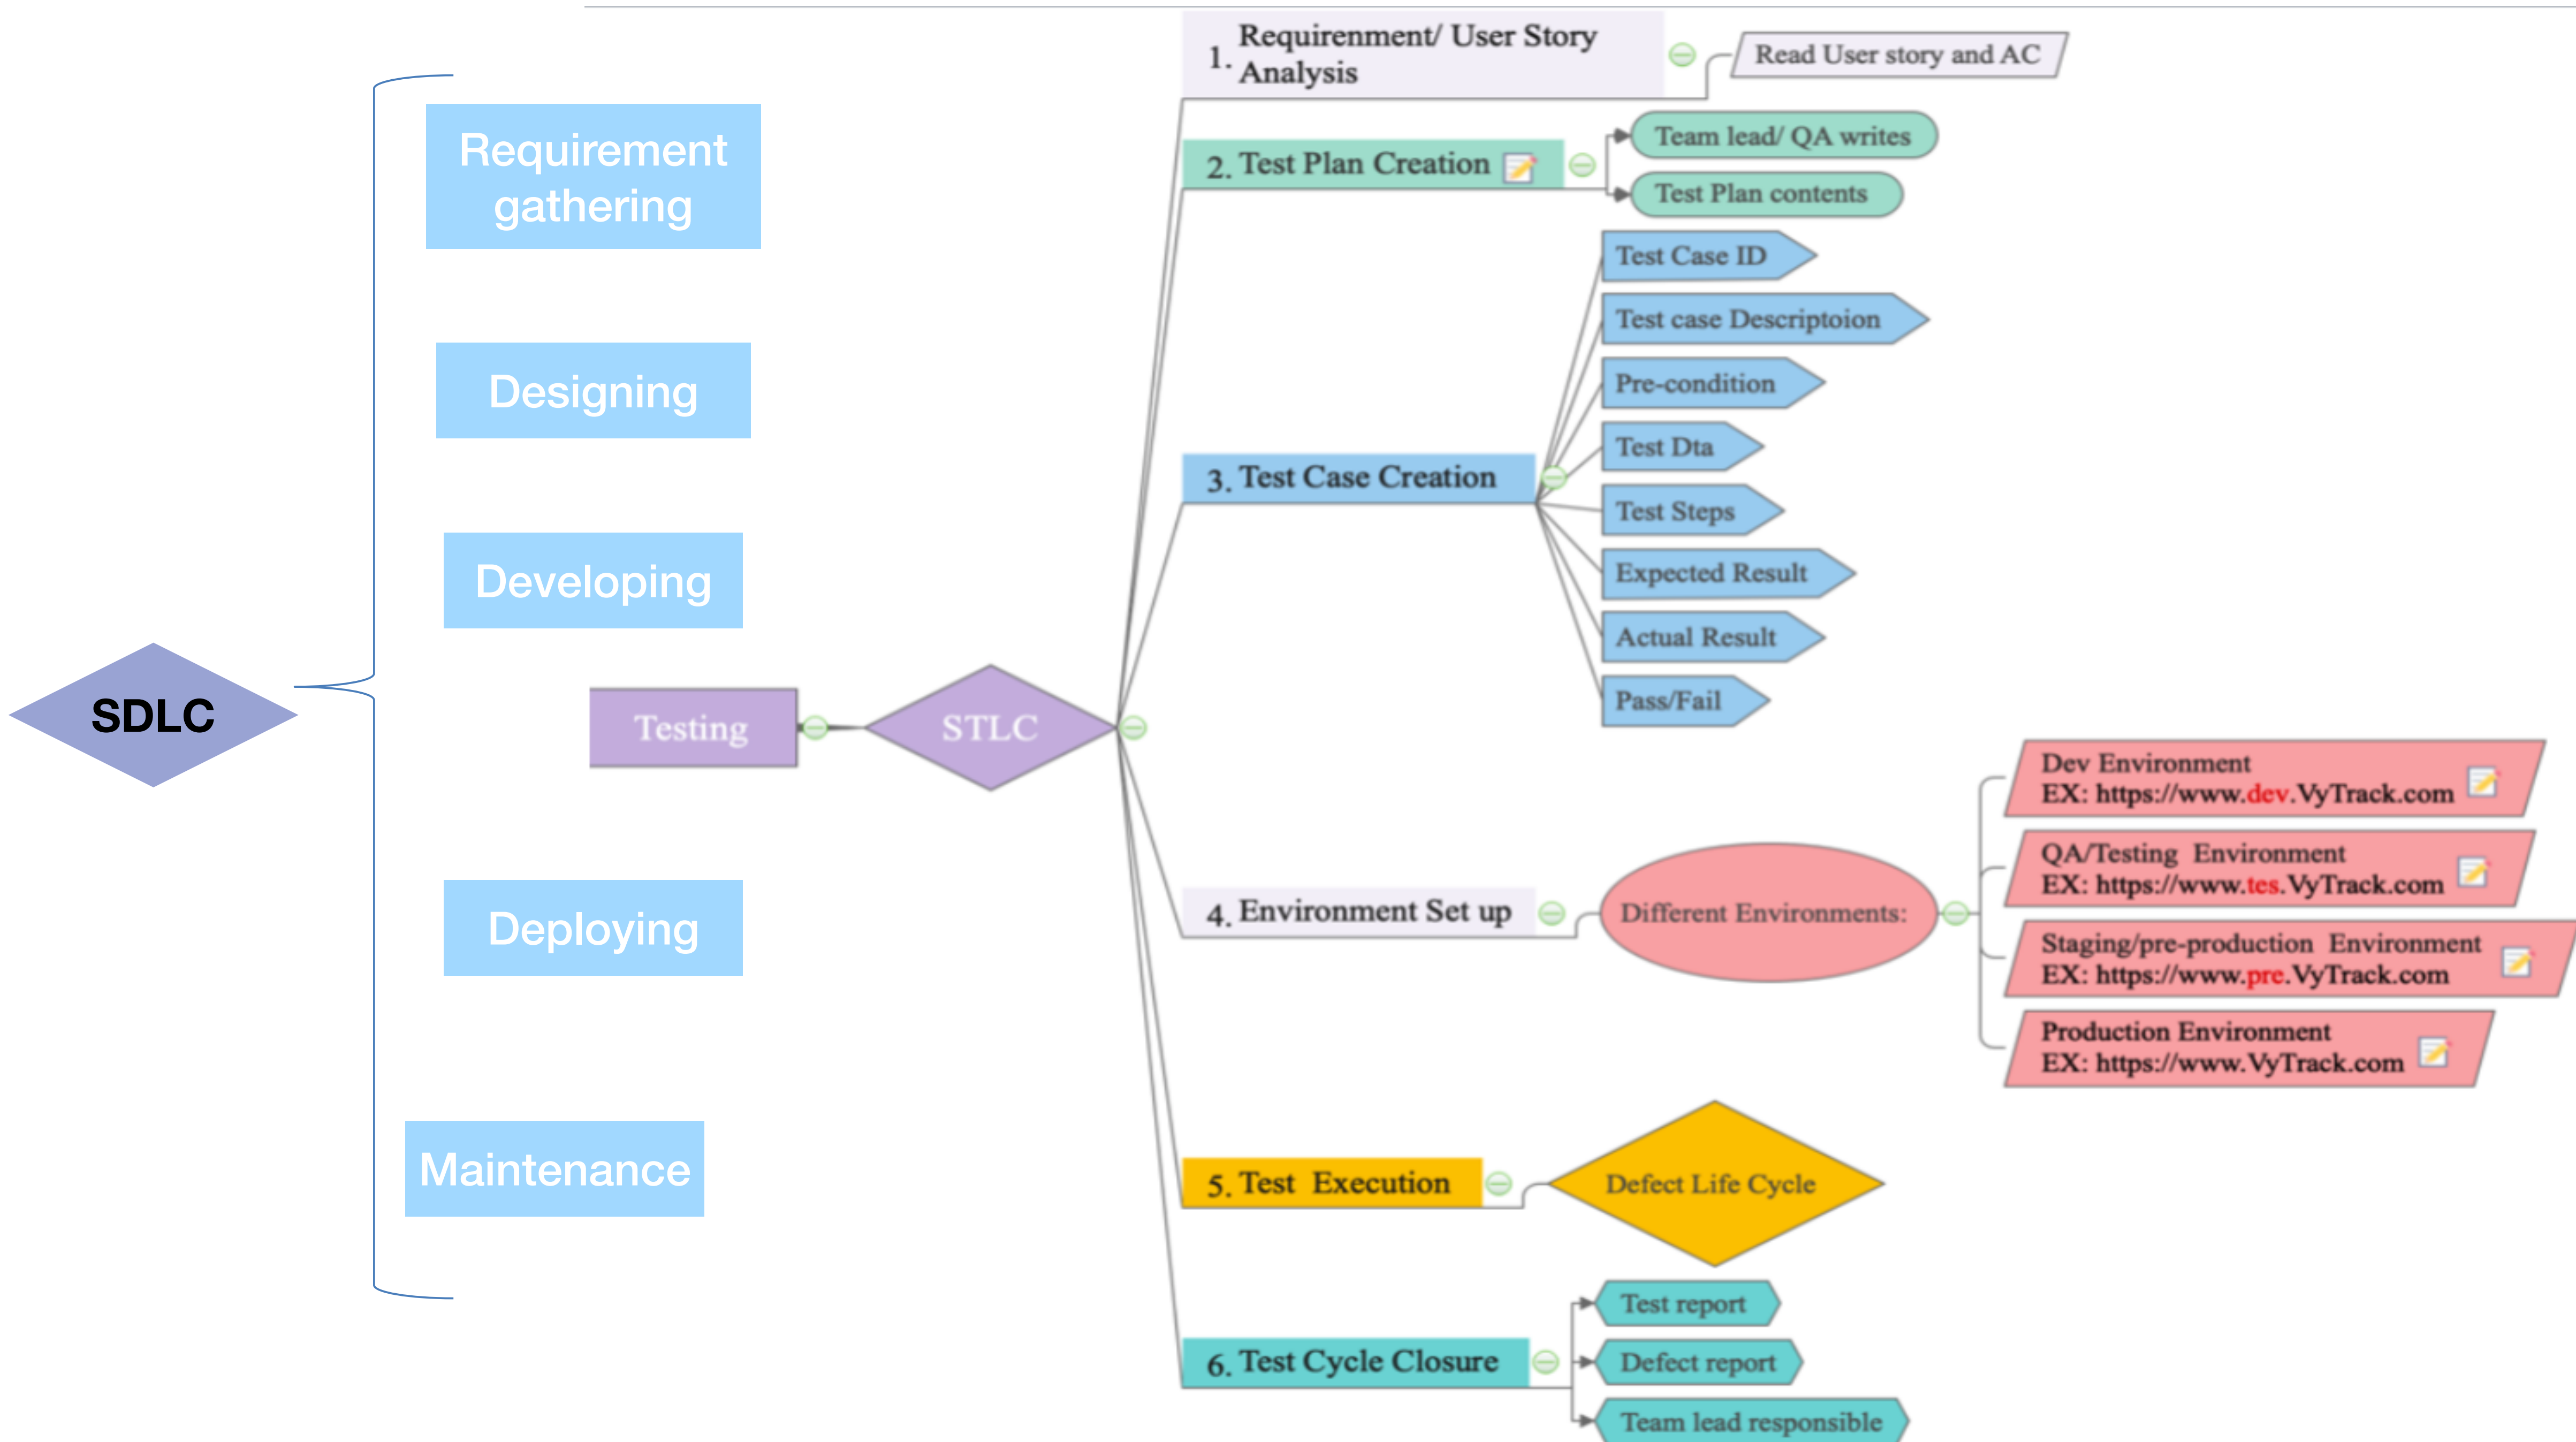 SDLC
Requirement
gathering
Designing
Developing
Testing
Deploying
Maintenance
STLC
1. Requirenment/ User Story
Analysis
Read User story and AC
2. Test Plan Creation
Team lead/ QA writes
Test Plan contents
3. Test Case Creation
Test Case ID
Test case Descriptoion
Pre-condition
Test Dta
Test Steps
Expected Result
Actual Result
Pass/Fail
4. Environment Set up
Different Environments:
Dev Environment
EX: https://www.dev.VyTrack.com
QA/Testing Environment
EX: https://www.tes.VyTrack.com
Staging/pre-production Environment
EX: https://www.pre.VyTrack.com
Production Environment
EX: https://www.VyTrack.com
5. Test Execution
Defect Life Cycle
6. Test Cycle Closure
Test report
Defect report
Team lead responsible